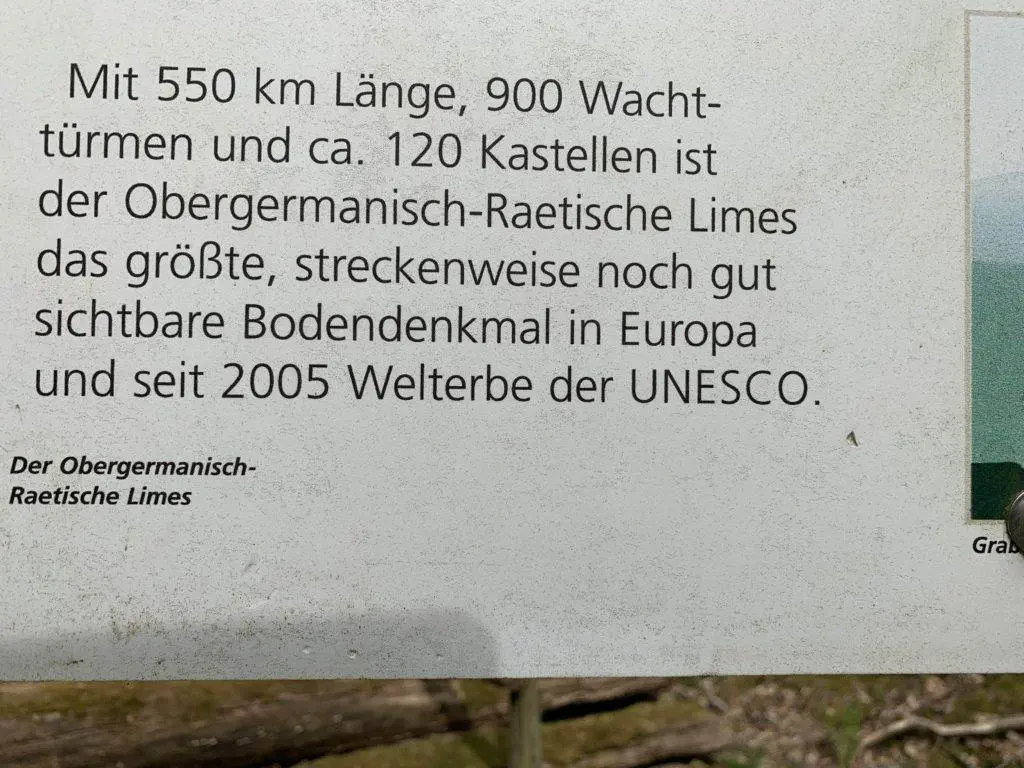 Mit 550 km Länge, 900 Wacht-
türmen und ca. 120 Kastellen ist
der Obergermanisch-Raetische Limes
das größte, streckenweise noch gut
sichtbare Bodendenkmal in Europa
und seit 2005 Welterbe der UNESCO.
Der Obergermanisch-
Raetische Limes